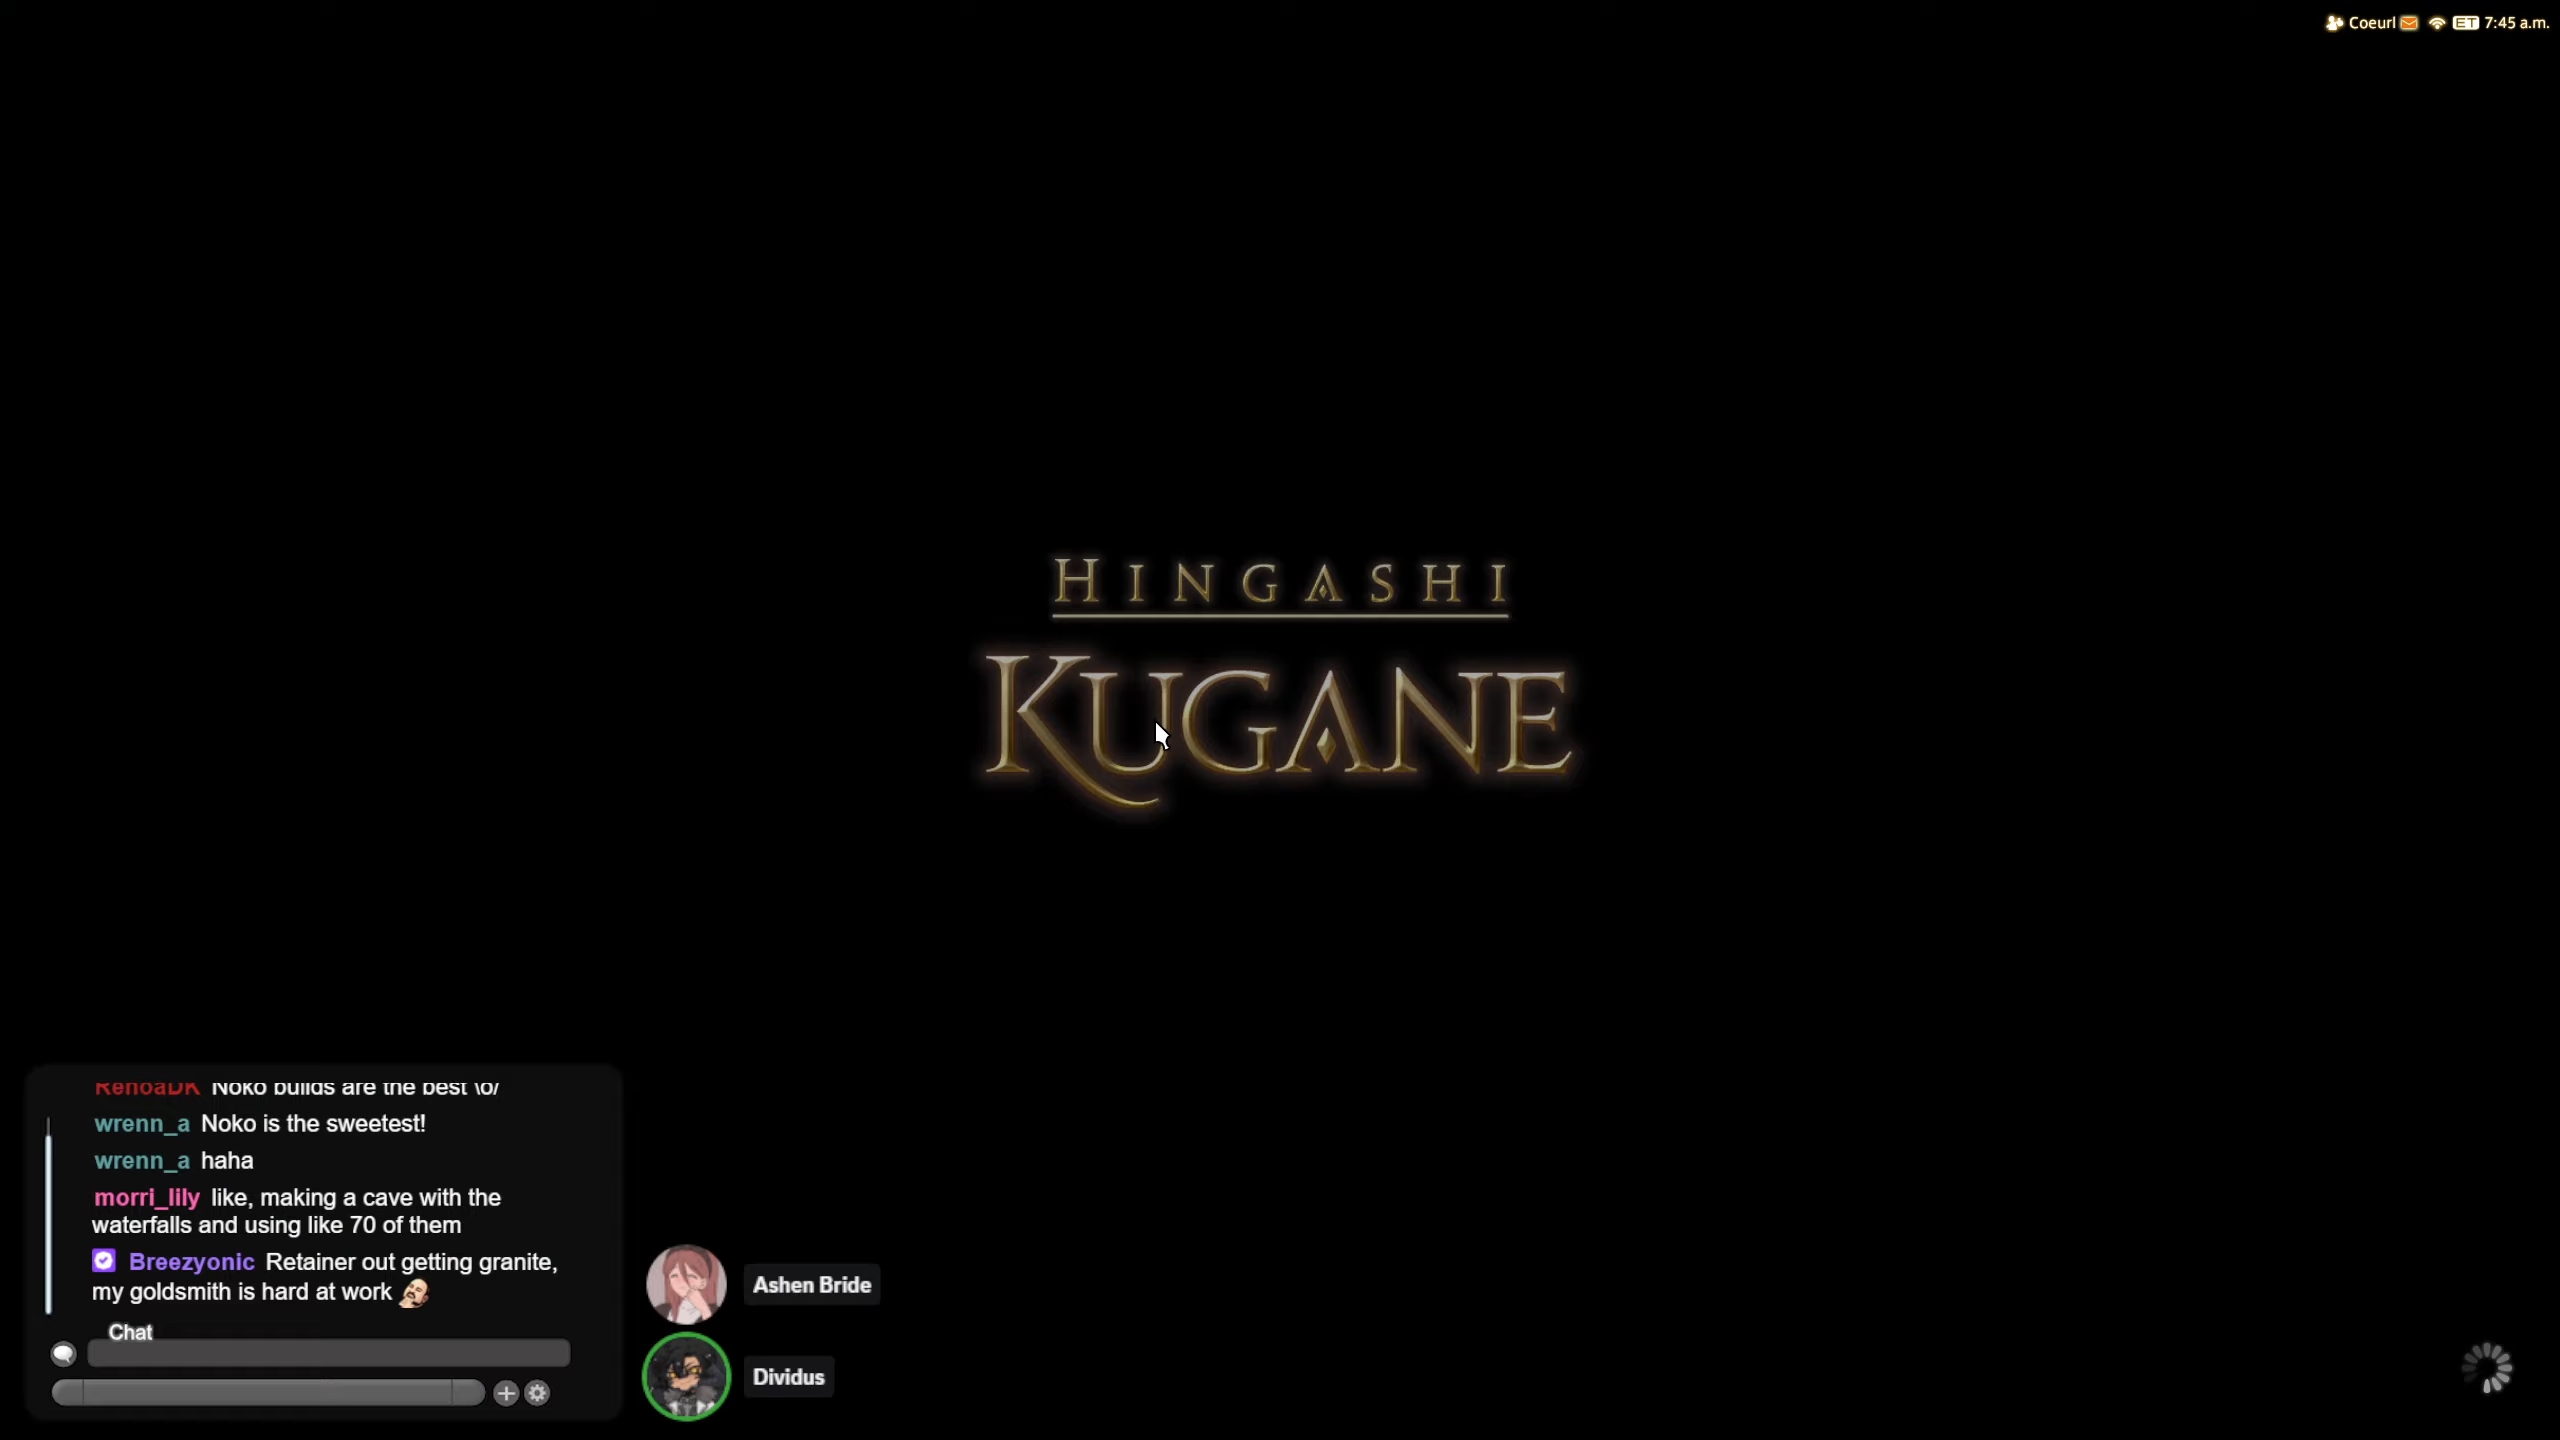 Coeurl ET 7:45 a.m.
HINGASHI
KUGANE
RenoaDK Noko builds are the best \o/
wrenn_a Noko is the sweetest!
wrenn_a haha
morri_lily like, making a cave with the
waterfalls and using like 70 of them
Breezyonic Retainer out getting granite,
my goldsmith is hard at work
Chat
Ashen Bride
Dividus